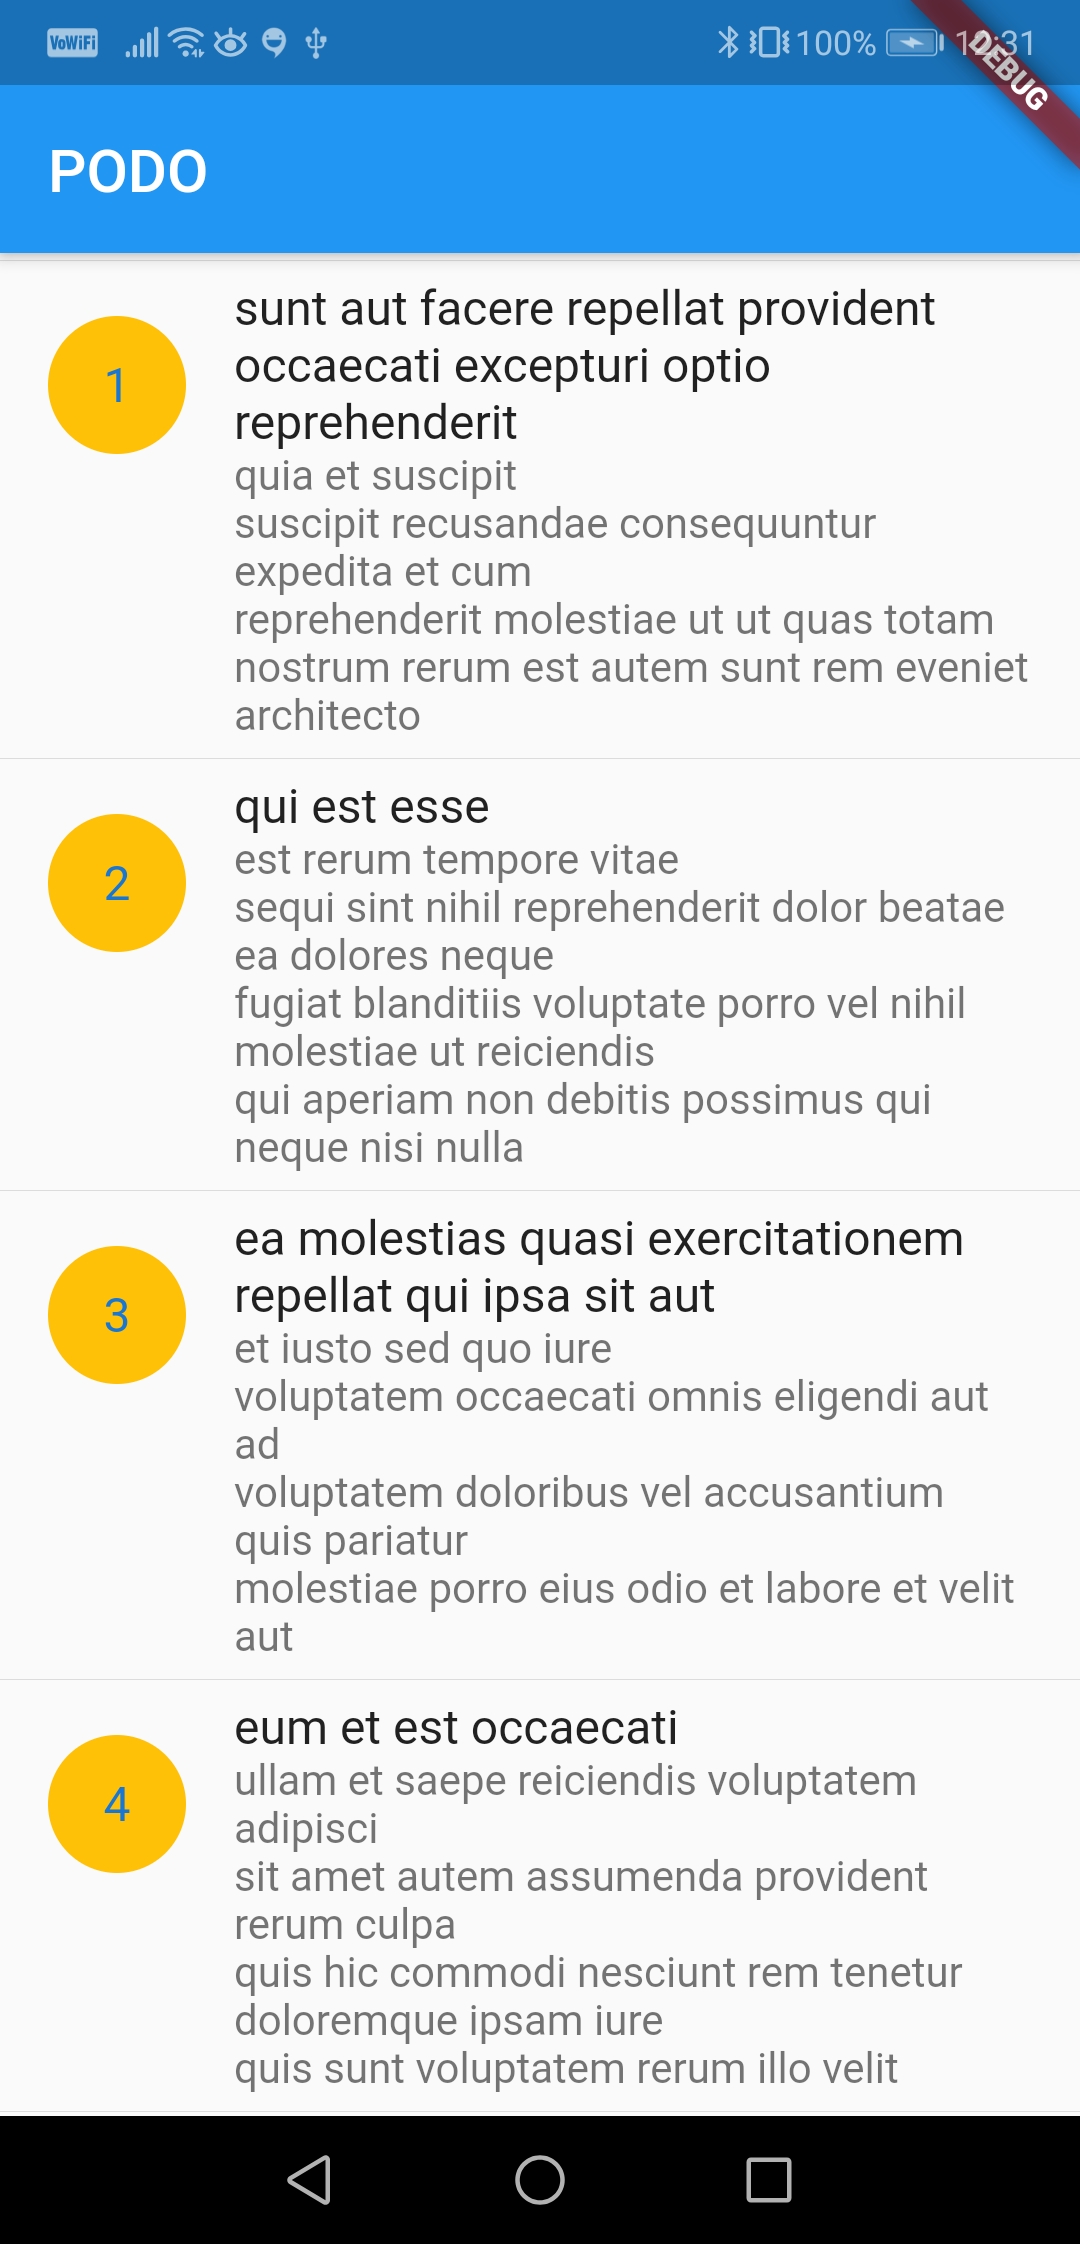 VoWiFi 100% 12:31
DEBUG
PODO
1
sunt aut facere repellat provident
occaecati excepturi optio
reprehenderit
quia et suscipit
suscipit recusandae consequuntur
expedita et cum
reprehenderit molestiae ut ut quas totam
nostrum rerum est autem sunt rem eveniet
architecto
2
qui est esse
est rerum tempore vitae
sequi sint nihil reprehenderit dolor beatae
ea dolores neque
fugiat blanditiis voluptate porro vel nihil
molestiae ut reiciendis
qui aperiam non debitis possimus qui
neque nisi nulla
3
ea molestias quasi exercitationem
repellat qui ipsa sit aut
et iusto sed quo iure
voluptatem occaecati omnis eligendi aut
ad
voluptatem doloribus vel accusantium
quis pariatur
molestiae porro eius odio et labore et velit
aut
4
eum et est occaecati
ullam et saepe reiciendis voluptatem
adipisci
sit amet autem assumenda provident
rerum culpa
quis hic commodi nesciunt rem tenetur
doloremque ipsam iure
quis sunt voluptatem rerum illo velit